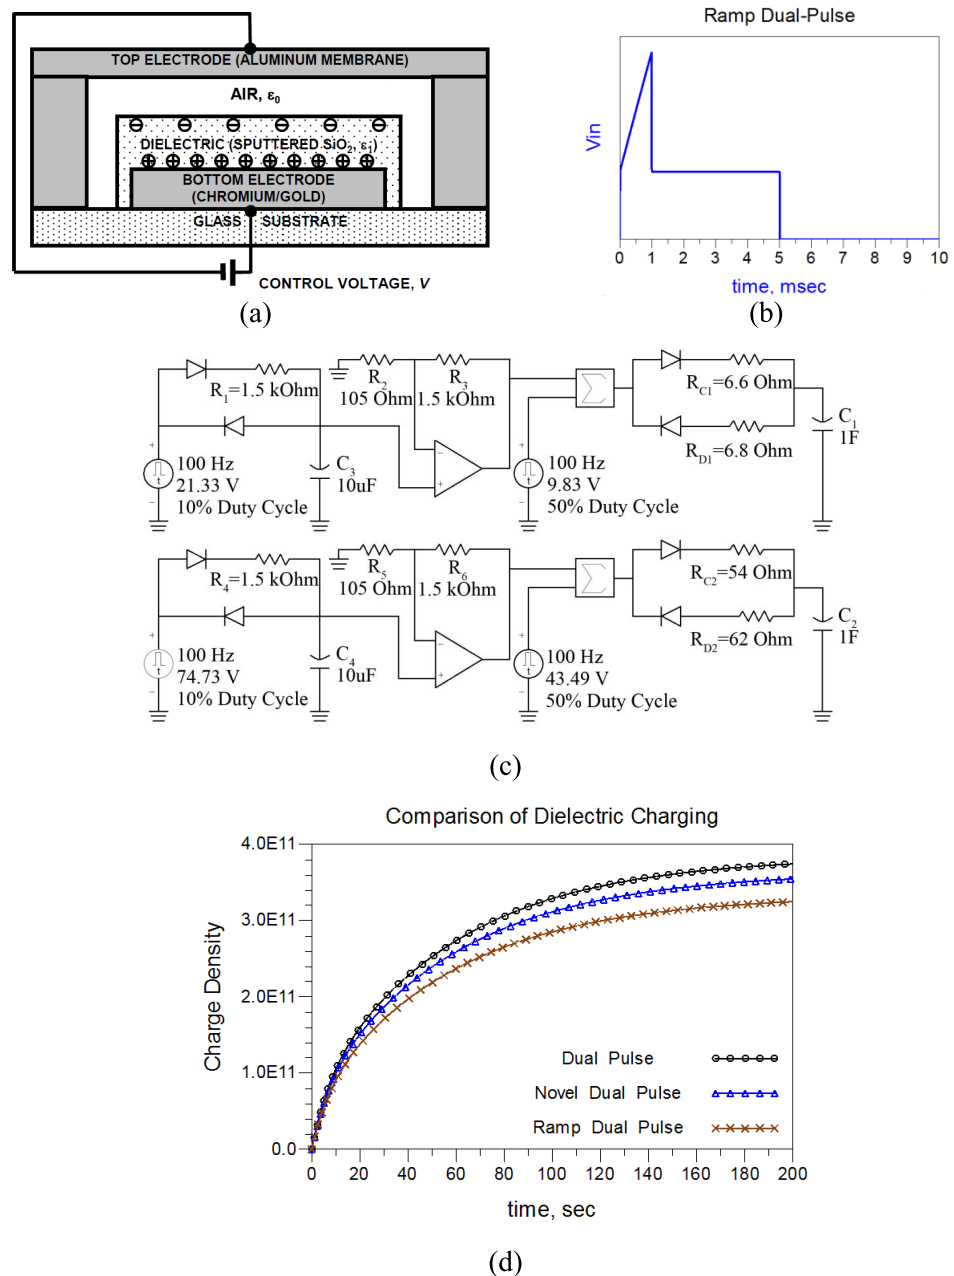 TOP ELECTRODE (ALUMINUM MEMBRANE)
AIR, ε0
DIELECTRIC (SPUTTERED SiO2, ε1)
BOTTOM ELECTRODE
(CHROMIUM/GOLD)
GLASS SUBSTRATE
CONTROL VOLTAGE, V
(a)
Ramp Dual-Pulse
Vin
0 1 2 3 4 5 6 7 8 9 10
time, msec
(b)
R1=1.5 kOhm
R2
105 Ohm
R3
1.5 kOhm
RC1=6.6 Ohm
RD1=6.8 Ohm
C1
1F
100 Hz
21.33 V
10% Duty Cycle
C3
10uF
100 Hz
9.83 V
50% Duty Cycle
R4=1.5 kOhm
R5
105 Ohm
R6
1.5 kOhm
RC2=54 Ohm
RD2=62 Ohm
C2
1F
100 Hz
74.73 V
10% Duty Cycle
C4
10uF
100 Hz
43.49 V
50% Duty Cycle
(c)
Comparison of Dielectric Charging
Charge Density
4.0E11
3.0E11
2.0E11
1.0E11
0.0
Dual Pulse
Novel Dual Pulse
Ramp Dual Pulse
0 20 40 60 80 100 120 140 160 180 200
time, sec
(d)